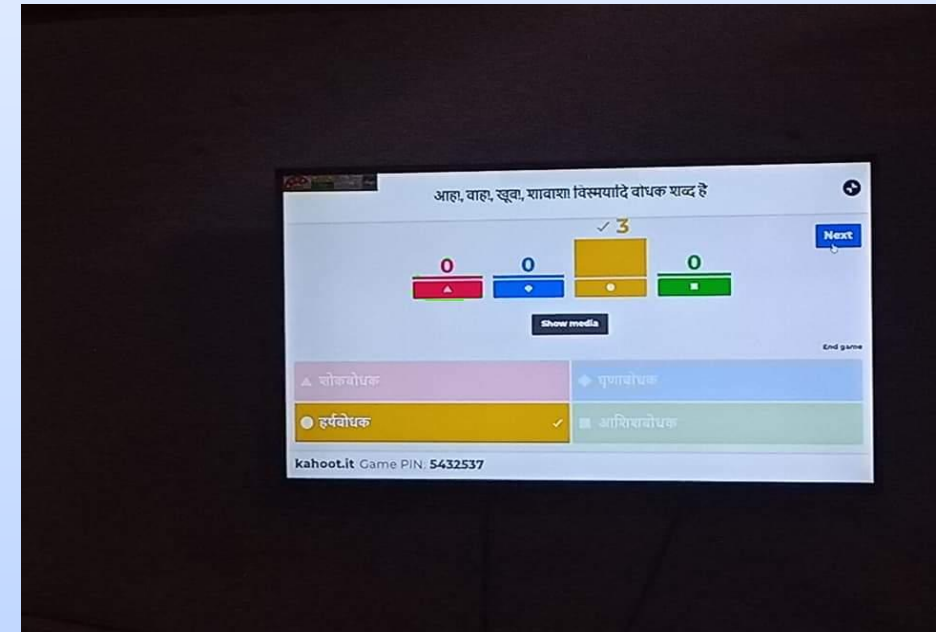 आहा, वाहा, खूबा, शाबाशा विस्मयादि बोधक शब्द हैं
3
Next
0
0
0
Show media
End game
शोकबोधक
घृणाबोधक
हर्षबोधक
आशिषबोधक
kahoot.it Game PIN: 5432537